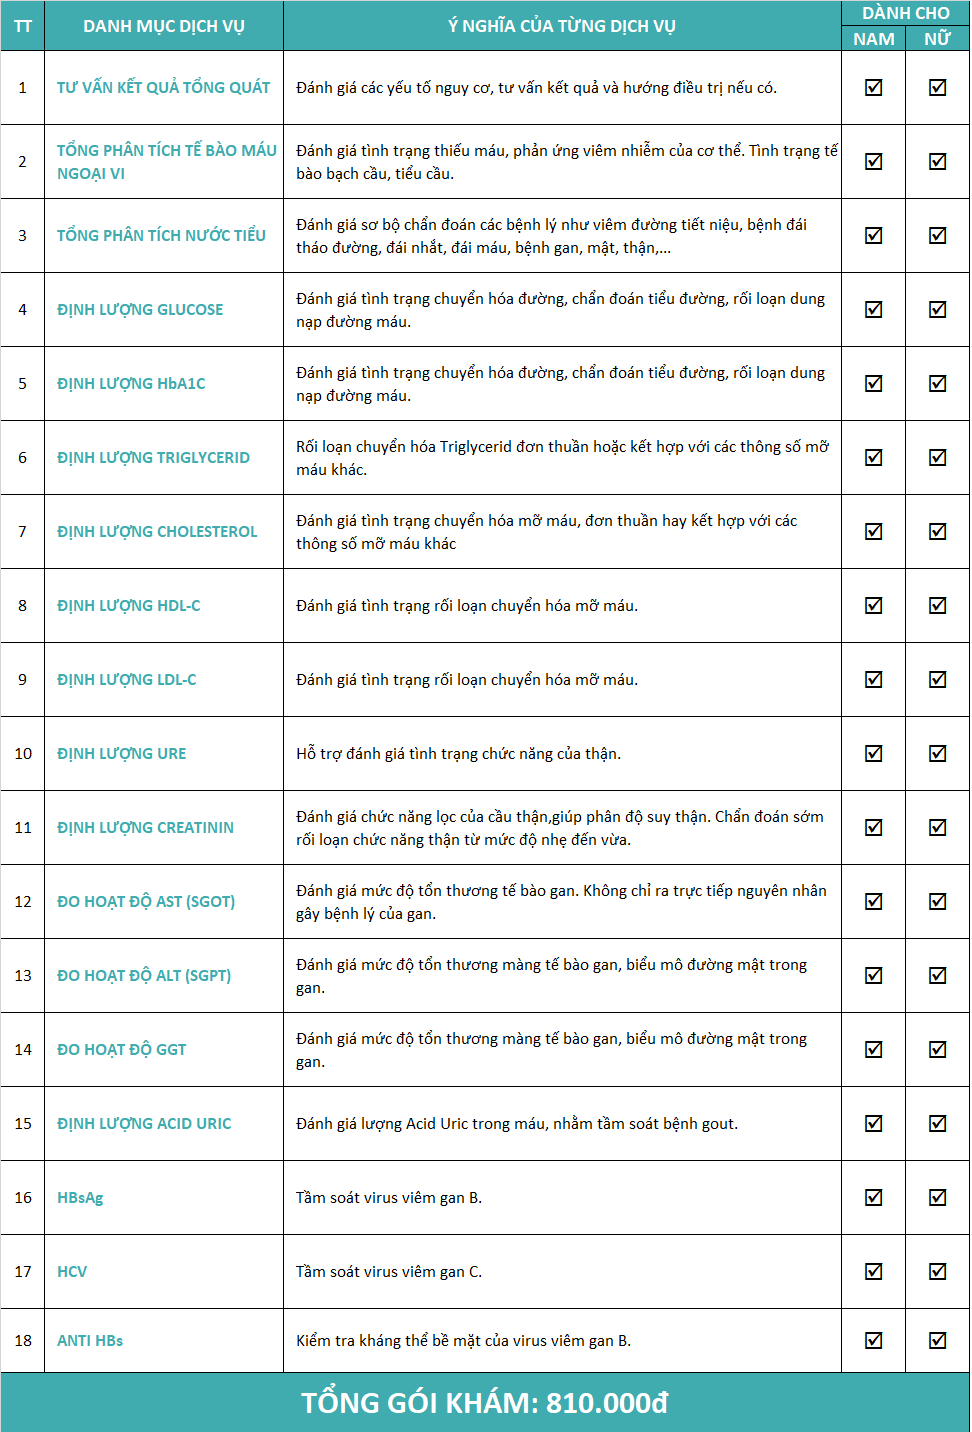 TT
DANH MỤC DỊCH VỤ
Ý NGHĨA CỦA TỪNG DỊCH VỤ
DÀNH CHO
NAM
NỮ
1
TƯ VẤN KẾT QUẢ TỔNG QUÁT
Đánh giá các yếu tố nguy cơ, tư vấn kết quả và hướng điều trị nếu có.
2
TỔNG PHÂN TÍCH TẾ BÀO MÁU
NGOẠI VI
Đánh giá tình trạng thiếu máu, phản ứng viêm nhiễm của cơ thể. Tình trạng tế
bào bạch cầu, tiểu cầu.
3
TỔNG PHÂN TÍCH NƯỚC TIỂU
Đánh giá sơ bộ chẩn đoán các bệnh lý như viêm đường tiết niệu, bệnh đái
tháo đường, đái nhắt, đái máu, bệnh gan, mật, thận,...
4
ĐỊNH LƯỢNG GLUCOSE
Đánh giá tình trạng chuyển hóa đường, chẩn đoán tiểu đường, rối loạn dung
nạp đường máu.
5
ĐỊNH LƯỢNG HbA1C
Đánh giá tình trạng chuyển hóa đường, chẩn đoán tiểu đường, rối loạn dung
nạp đường máu.
6
ĐỊNH LƯỢNG TRIGLYCERID
Rối loạn chuyển hóa Triglycerid đơn thuần hoặc kết hợp với các thông số mỡ
máu khác.
7
ĐỊNH LƯỢNG CHOLESTEROL
Đánh giá tình trạng chuyển hóa mỡ máu, đơn thuần hay kết hợp với các
thông số mỡ máu khác
8
ĐỊNH LƯỢNG HDL-C
Đánh giá tình trạng rối loạn chuyển hóa mỡ máu.
9
ĐỊNH LƯỢNG LDL-C
Đánh giá tình trạng rối loạn chuyển hóa mỡ máu.
10
ĐỊNH LƯỢNG URE
Hỗ trợ đánh giá tình trạng chức năng của thận.
11
ĐỊNH LƯỢNG CREATININ
Đánh giá chức năng lọc của cầu thận,giúp phân độ suy thận. Chẩn đoán sớm
rối loạn chức năng thận từ mức độ nhẹ đến vừa.
12
ĐO HOẠT ĐỘ AST (SGOT)
Đánh giá mức độ tổn thương tế bào gan. Không chỉ ra trực tiếp nguyên nhân
gây bệnh lý của gan.
13
ĐO HOẠT ĐỘ ALT (SGPT)
Đánh giá mức độ tổn thương màng tế bào gan, biểu mô đường mật trong
gan.
14
ĐO HOẠT ĐỘ GGT
Đánh giá mức độ tổn thương màng tế bào gan, biểu mô đường mật trong
gan.
15
ĐỊNH LƯỢNG ACID URIC
Đánh giá lượng Acid Uric trong máu, nhằm tầm soát bệnh gout.
16
HBsAg
Tầm soát virus viêm gan B.
17
HCV
Tầm soát virus viêm gan C.
18
ANTI HBs
Kiểm tra kháng thể bề mặt của virus viêm gan B.
TỔNG GÓI KHÁM: 810.000đ